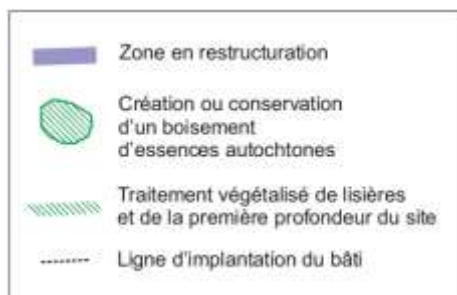 Zone en restructuration
Création ou conservation
d'un boisement
d'essences autochtones
Traitement végétalisé de lisières
et de la première profondeur du site
Ligne d'implantation du bâti